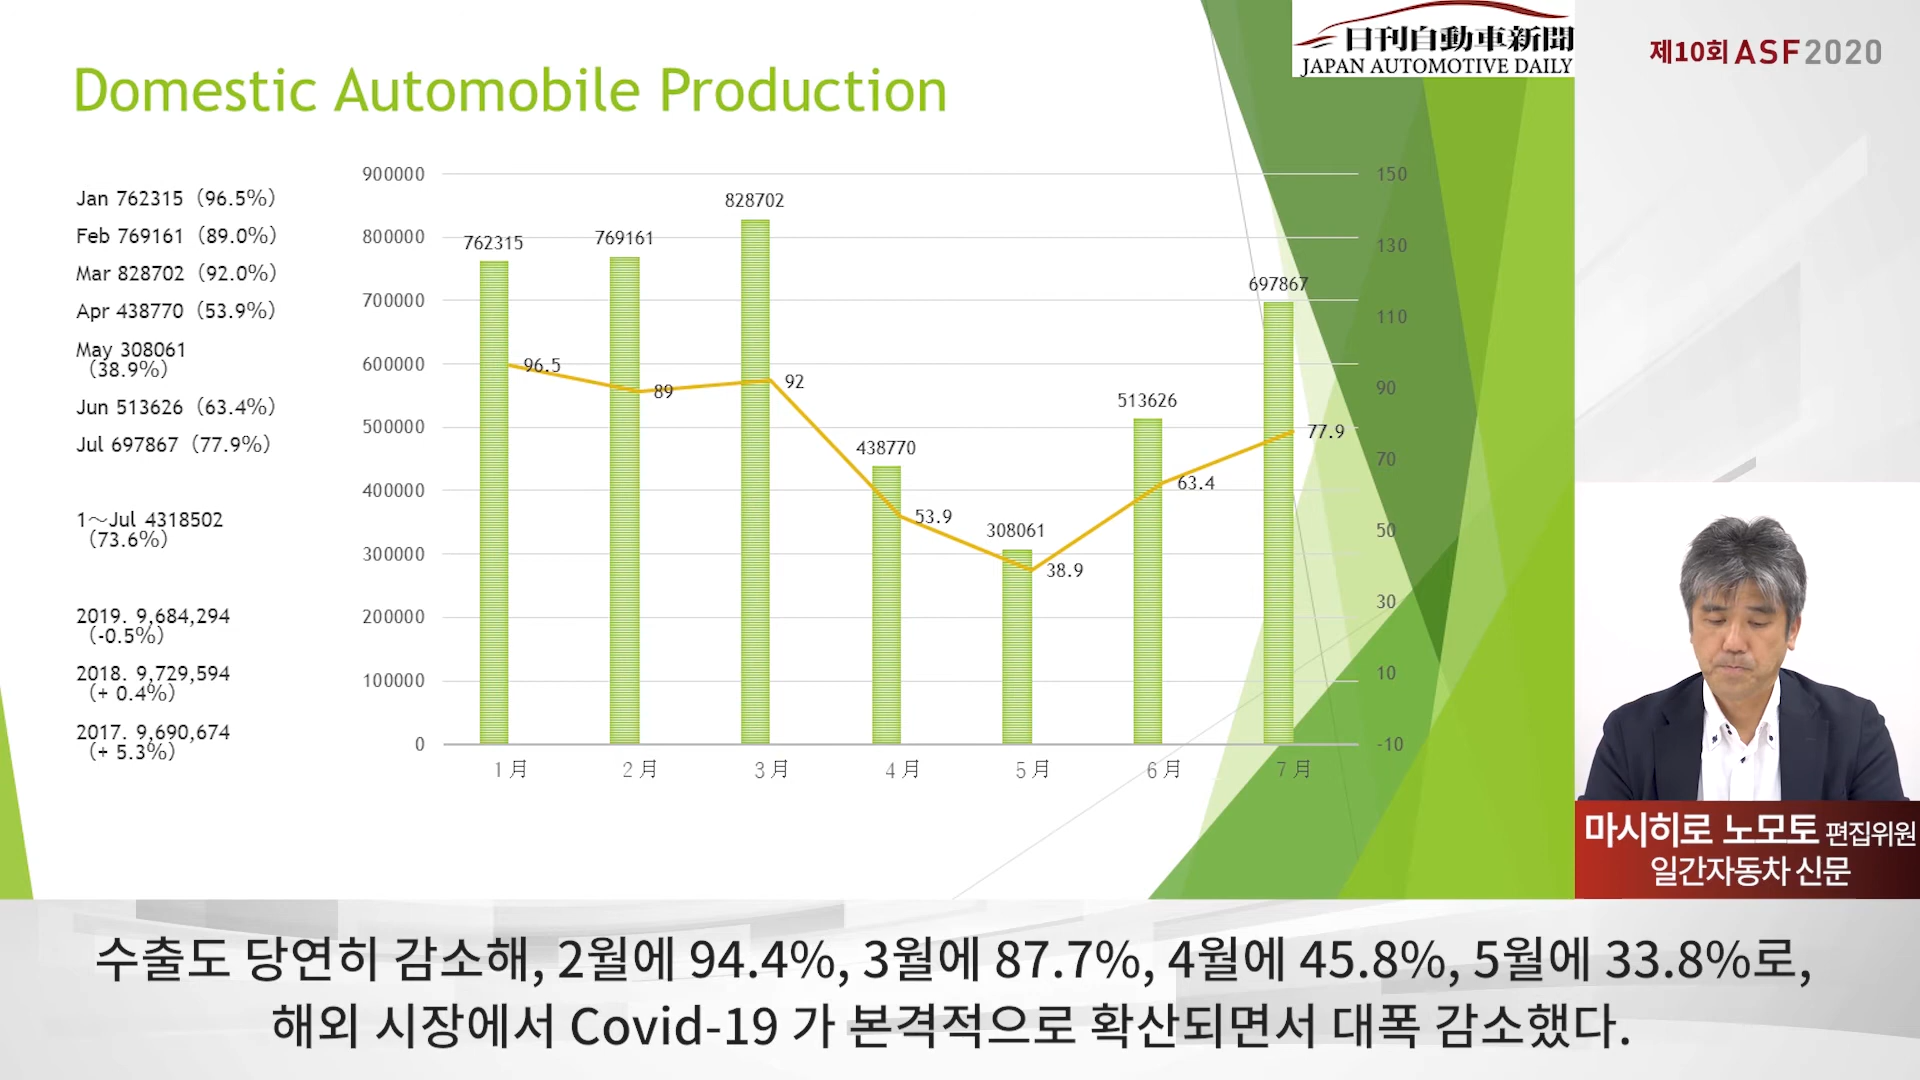 日刊自動車新聞
JAPAN AUTOMOTIVE DAILY
제10회 ASF2020
Domestic Automobile Production
Jan 762315（96.5%）
Feb 769161（89.0%）
Mar 828702（92.0%）
Apr 438770（53.9%）
May 308061
（38.9%）
Jun 513626（63.4%）
Jul 697867（77.9%）
1～Jul 4318502
（73.6%）
2019. 9,684,294
（-0.5%）
2018. 9,729,594
（+ 0.4%）
2017. 9,690,674
（+ 5.3%）
900000
800000
700000
600000
500000
400000
300000
200000
100000
0
762315
769161
828702
438770
308061
513626
697867
96.5
89
92
53.9
38.9
63.4
77.9
150
130
110
90
70
50
30
10
-10
1月
2月
3月
4月
5月
6月
7月
마시히로 노모토 편집위원
일간자동차 신문
수출도 당연히 감소해, 2월에 94.4%, 3월에 87.7%, 4월에 45.8%, 5월에 33.8%로,
해외 시장에서 Covid-19 가 본격적으로 확산되면서 대폭 감소했다.